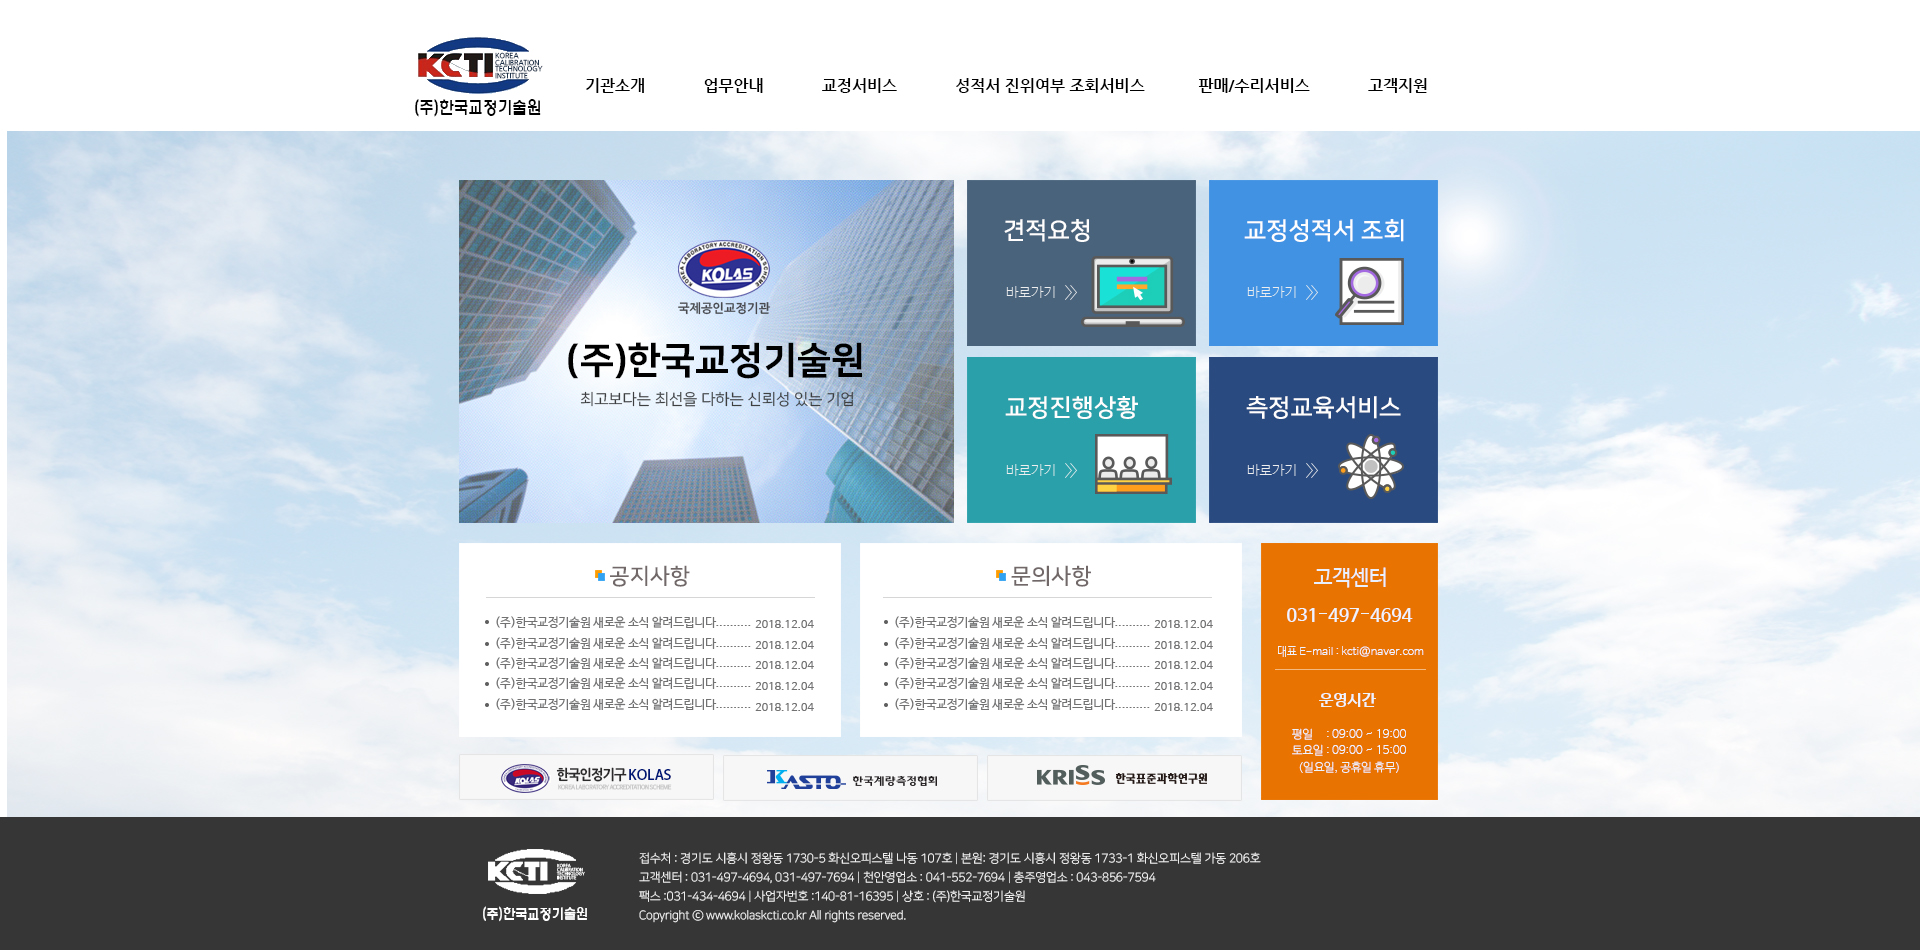 KCTI KOREA CALIBRATION TECHNOLOGY INSTITUTE
(주)한국교정기술원
기관소개 업무안내 교정서비스 성적서 진위여부 조회서비스 판매/수리서비스 고객지원
KOREA LABORATORY ACCREDITATION SCHEME
KOLAS
국제공인교정기관
(주)한국교정기술원
최고보다는 최선을 다하는 신뢰성 있는 기업
견적요청
바로가기
교정성적서 조회
바로가기
교정진행상황
바로가기
측정교육서비스
바로가기
공지사항
(주)한국교정기술원 새로운 소식 알려드립니다.......... 2018.12.04
(주)한국교정기술원 새로운 소식 알려드립니다.......... 2018.12.04
(주)한국교정기술원 새로운 소식 알려드립니다.......... 2018.12.04
(주)한국교정기술원 새로운 소식 알려드립니다.......... 2018.12.04
(주)한국교정기술원 새로운 소식 알려드립니다.......... 2018.12.04
문의사항
(주)한국교정기술원 새로운 소식 알려드립니다.......... 2018.12.04
(주)한국교정기술원 새로운 소식 알려드립니다.......... 2018.12.04
(주)한국교정기술원 새로운 소식 알려드립니다.......... 2018.12.04
(주)한국교정기술원 새로운 소식 알려드립니다.......... 2018.12.04
(주)한국교정기술원 새로운 소식 알려드립니다.......... 2018.12.04
고객센터
031-497-4694
대표 E-mail : kcti@naver.com
운영시간
평일 : 09:00 ~ 19:00
토요일 : 09:00 ~ 15:00
(일요일, 공휴일 휴무)
KOLAS 한국인정기구 KOLAS
KOREA LABORATORY ACCREDITATION SCHEME
KASTO 한국계량측정협회
KRISS 한국표준과학연구원
KCTI KOREA CALIBRATION TECHNOLOGY INSTITUTE
(주)한국교정기술원
접수처 : 경기도 시흥시 정왕동 1730-5 화신오피스텔 나동 107호 | 본원: 경기도 시흥시 정왕동 1733-1 화신오피스텔 가동 206호
고객센터 : 031-497-4694, 031-497-7694 | 천안영업소 : 041-552-7694 | 충주영업소 : 043-856-7594
팩스 :031-434-4694 | 사업자번호 :140-81-16395 | 상호 : (주)한국교정기술원
Copyright ⓒ www.kolaskcti.co.kr All rights reserved.